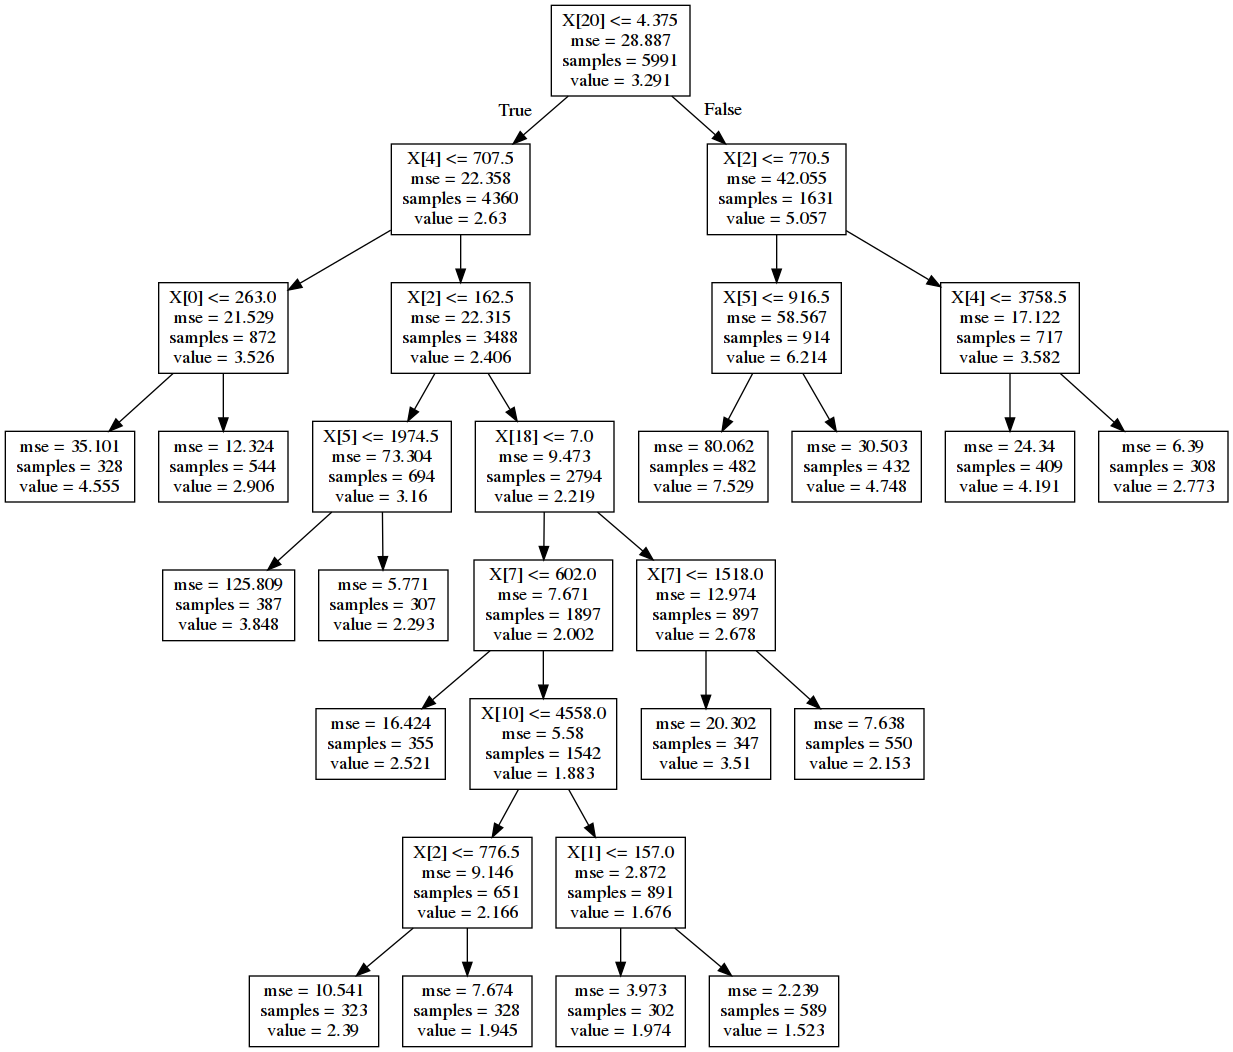 X[20] <= 4.375
mse = 28.887
samples = 5991
value = 3.291
True
False
X[4] <= 707.5
mse = 22.358
samples = 4360
value = 2.63
X[2] <= 770.5
mse = 42.055
samples = 1631
value = 5.057
X[0] <= 263.0
mse = 21.529
samples = 872
value = 3.526
X[2] <= 162.5
mse = 22.315
samples = 3488
value = 2.406
X[5] <= 916.5
mse = 58.567
samples = 914
value = 6.214
X[4] <= 3758.5
mse = 17.122
samples = 717
value = 3.582
mse = 35.101
samples = 328
value = 4.555
mse = 12.324
samples = 544
value = 2.906
X[5] <= 1974.5
mse = 73.304
samples = 694
value = 3.16
X[18] <= 7.0
mse = 9.473
samples = 2794
value = 2.219
mse = 80.062
samples = 482
value = 7.529
mse = 30.503
samples = 432
value = 4.748
mse = 24.34
samples = 409
value = 4.191
mse = 6.39
samples = 308
value = 2.773
mse = 125.809
samples = 387
value = 3.848
mse = 5.771
samples = 307
value = 2.293
X[7] <= 602.0
mse = 7.671
samples = 1897
value = 2.002
X[7] <= 1518.0
mse = 12.974
samples = 897
value = 2.678
mse = 16.424
samples = 355
value = 2.521
X[10] <= 4558.0
mse = 5.58
samples = 1542
value = 1.883
mse = 20.302
samples = 347
value = 3.51
mse = 7.638
samples = 550
value = 2.153
X[2] <= 776.5
mse = 9.146
samples = 651
value = 2.166
X[1] <= 157.0
mse = 2.872
samples = 891
value = 1.676
mse = 10.541
samples = 323
value = 2.39
mse = 7.674
samples = 328
value = 1.945
mse = 3.973
samples = 302
value = 1.974
mse = 2.239
samples = 589
value = 1.523